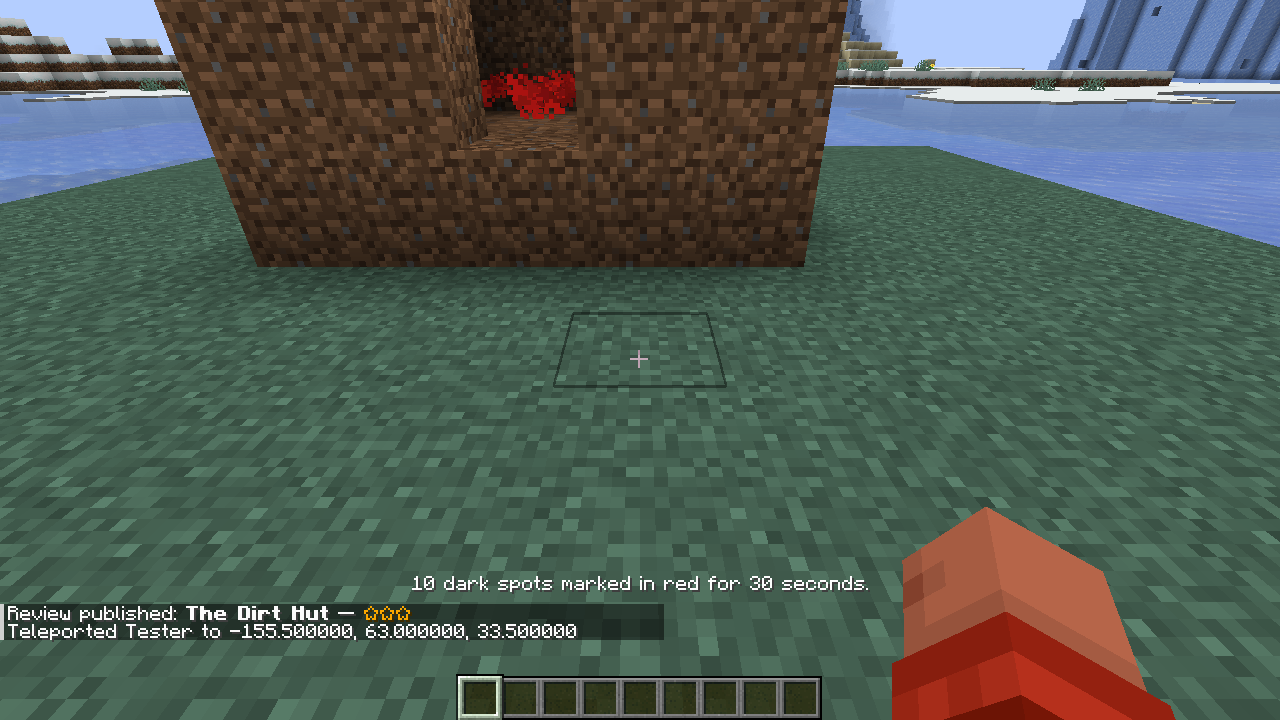 10 dark spots marked in red for 30 seconds.
Review published: The Dirt Hut — ☆☆☆
Teleported Tester to -155.500000, 63.000000, 33.500000